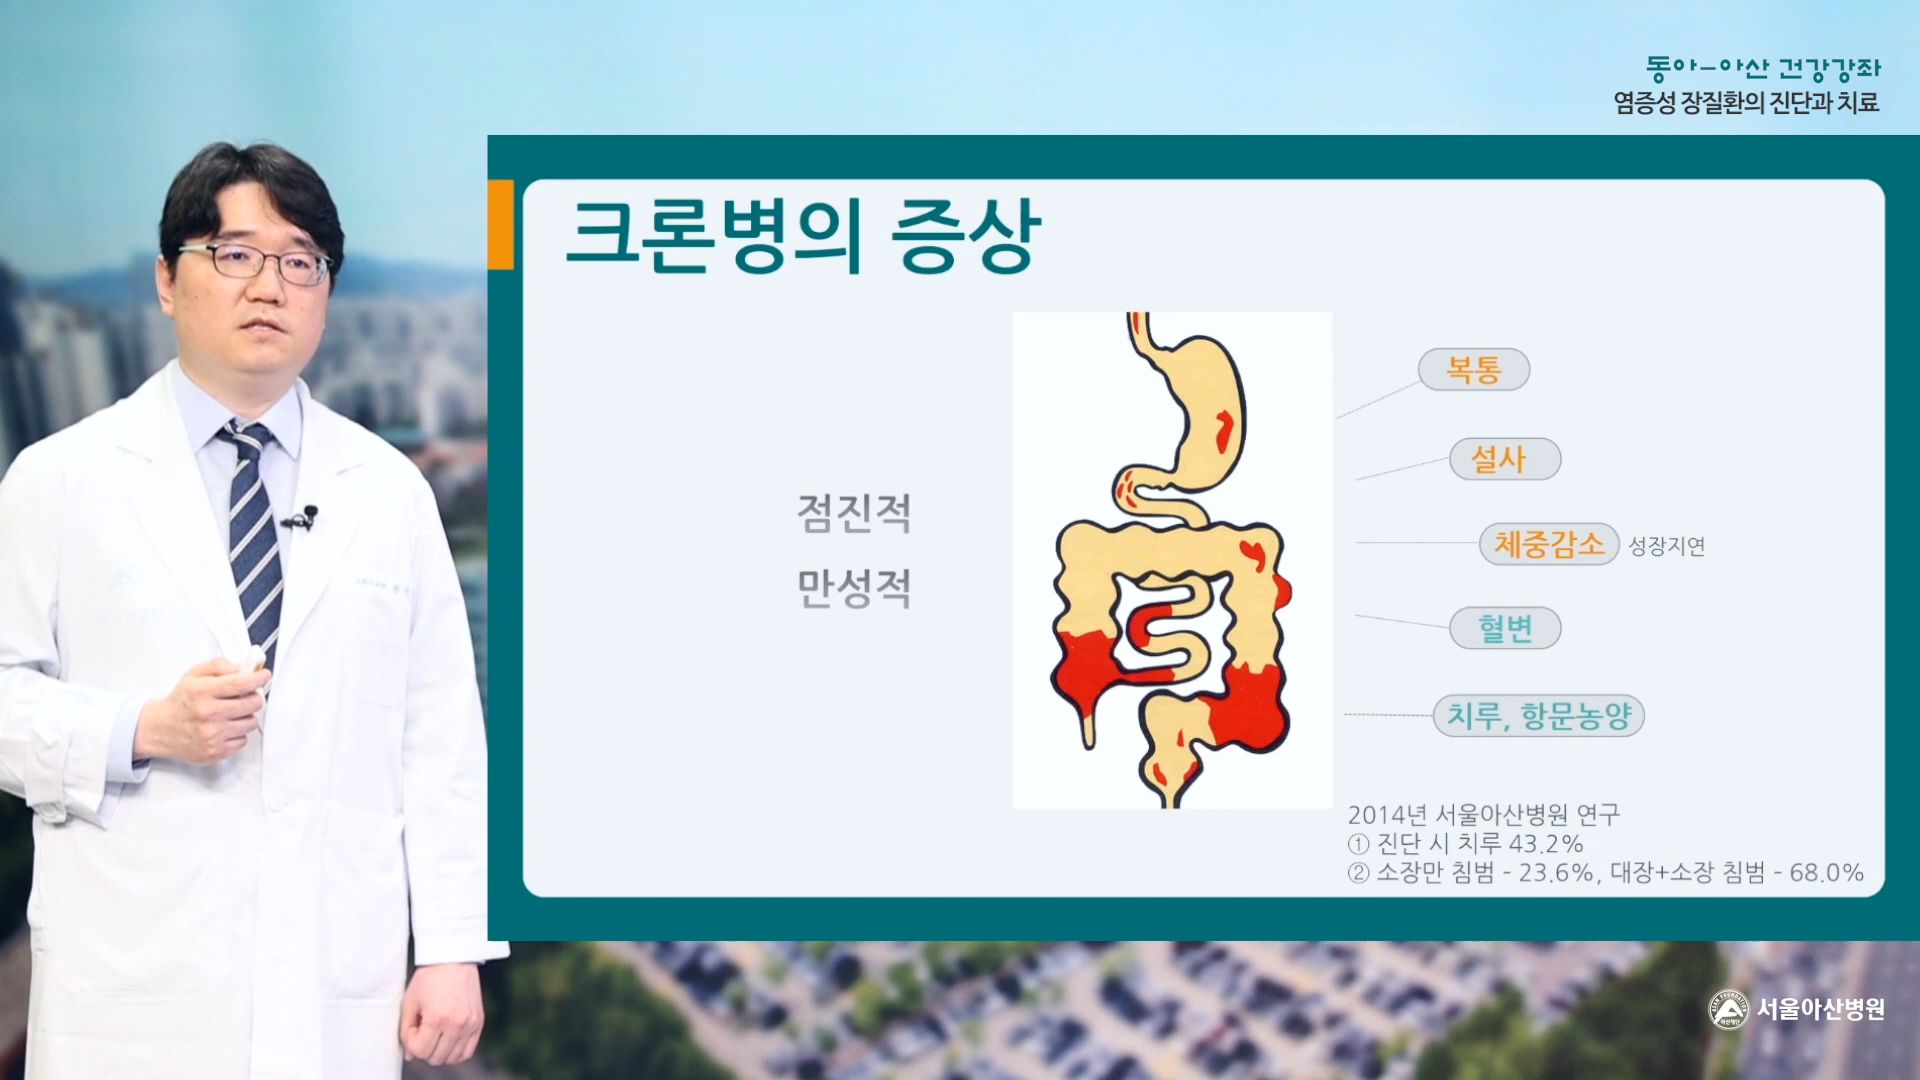 동아-아산 건강강좌
염증성 장질환의 진단과 치료
크론병의 증상
점진적
만성적
복통
설사
체중감소 성장지연
혈변
치루, 항문농양
2014년 서울아산병원 연구
① 진단 시 치루 43.2%
② 소장만 침범 - 23.6%, 대장+소장 침범 - 68.0%
서울아산병원